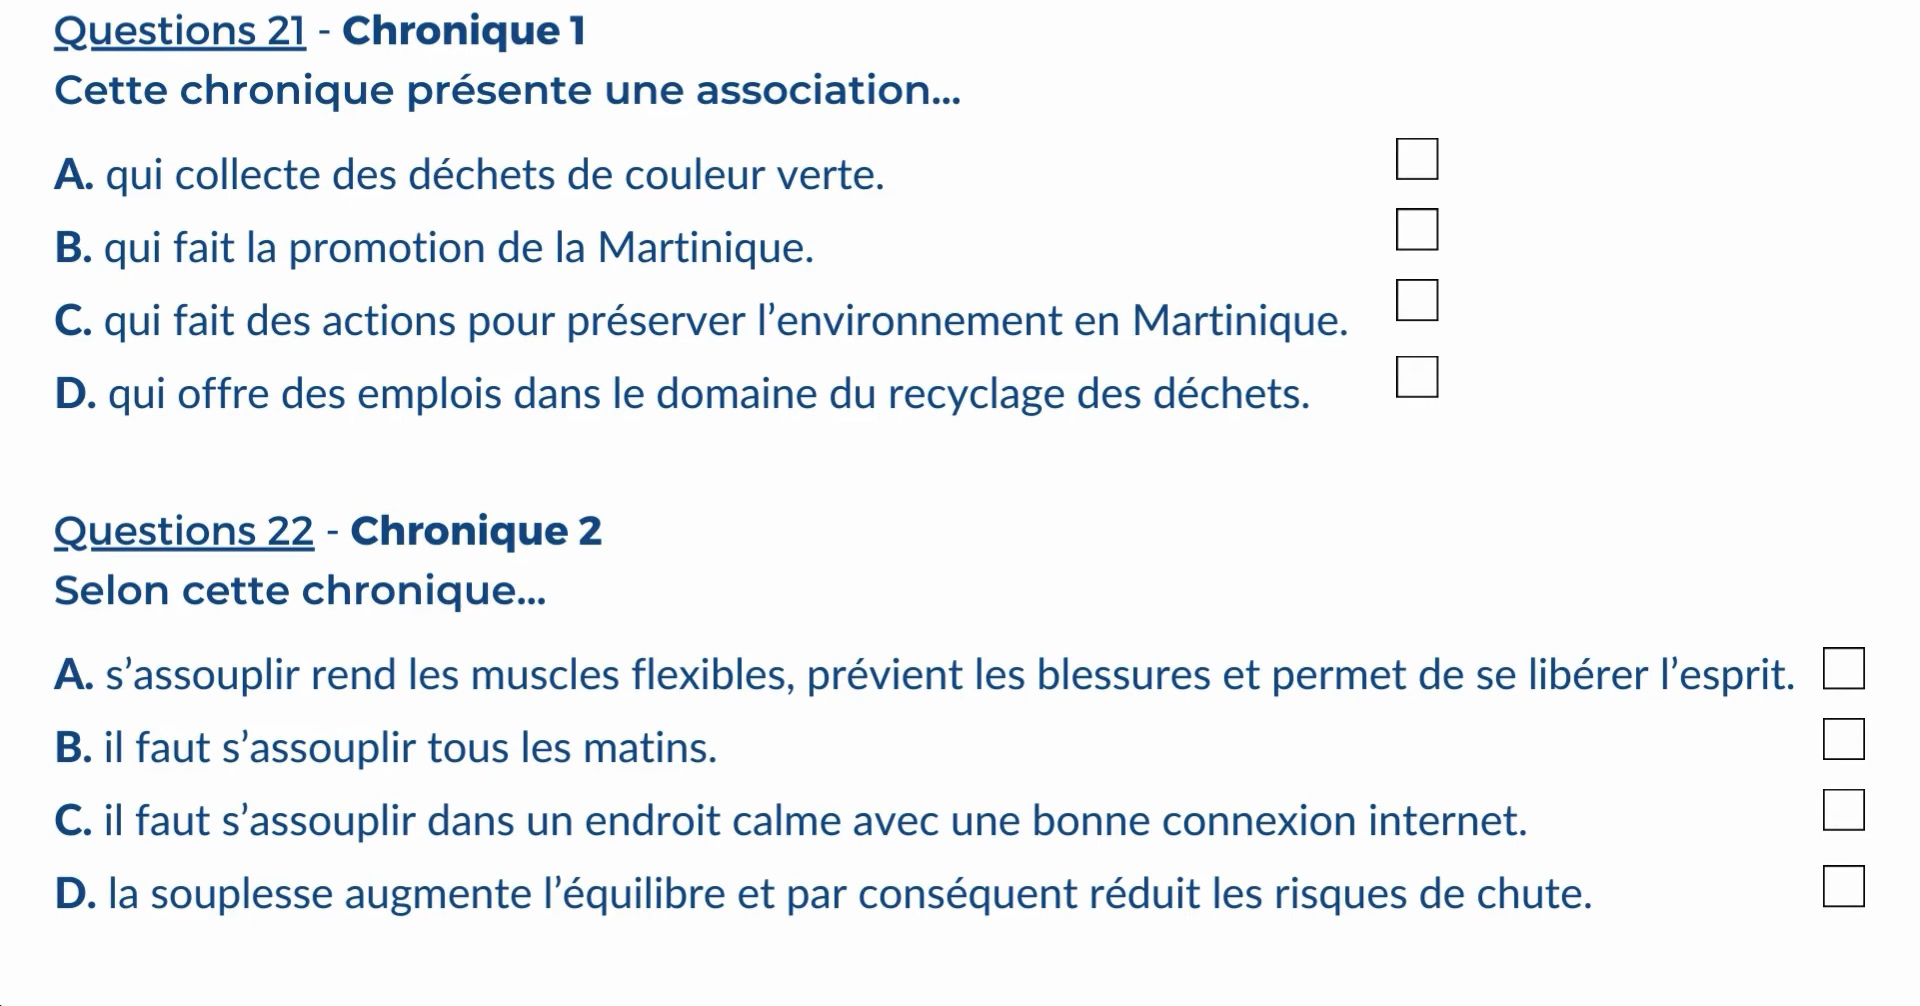 Questions 21 - Chronique 1
Cette chronique présente une association...
A. qui collecte des déchets de couleur verte.
B. qui fait la promotion de la Martinique.
C. qui fait des actions pour préserver l’environnement en Martinique.
D. qui offre des emplois dans le domaine du recyclage des déchets.
Questions 22 - Chronique 2
Selon cette chronique...
A. s’assouplir rend les muscles flexibles, prévient les blessures et permet de se libérer l’esprit.
B. il faut s’assouplir tous les matins.
C. il faut s’assouplir dans un endroit calme avec une bonne connexion internet.
D. la souplesse augmente l’équilibre et par conséquent réduit les risques de chute.